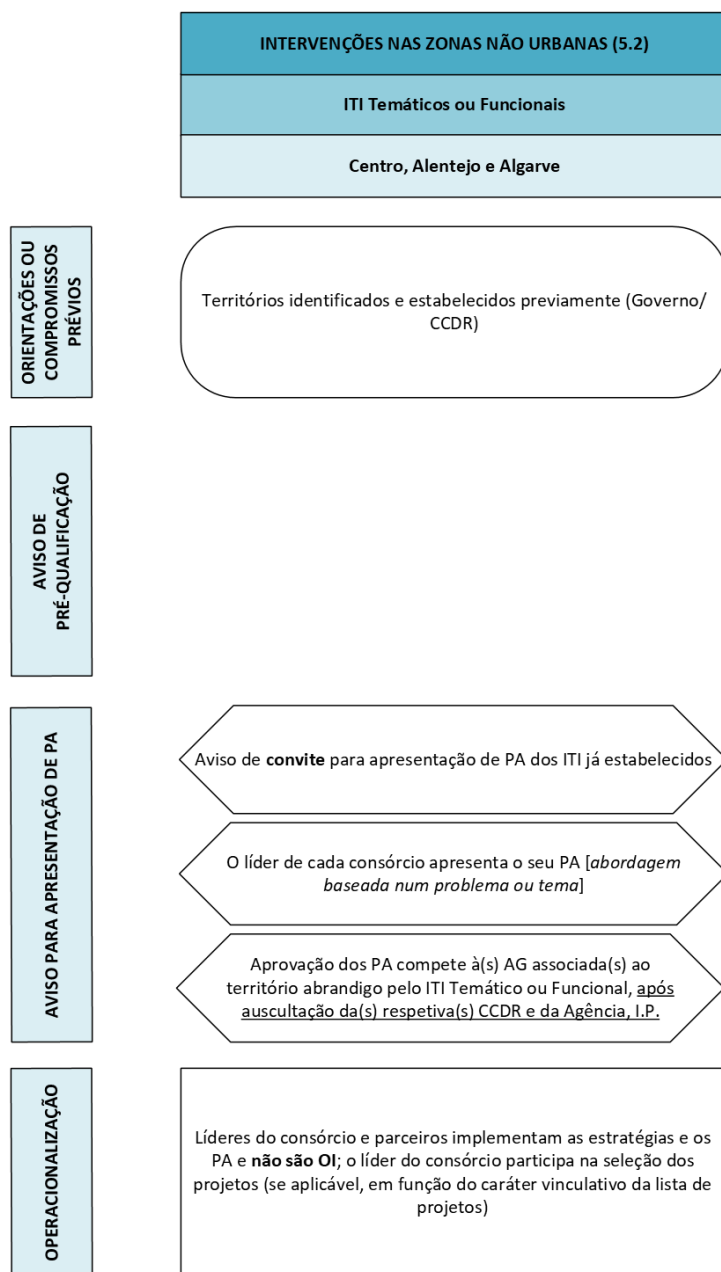 INTERVENÇÕES NAS ZONAS NÃO URBANAS (5.2)
ITI Temáticos ou Funcionais
Centro, Alentejo e Algarve
ORIENTAÇÕES OU
COMPROMISSOS
PRÉVIOS
Territórios identificados e estabelecidos previamente (Governo/
CCDR)
AVISO DE
PRÉ-QUALIFICAÇÃO
AVISO PARA APRESENTAÇÃO DE PA
Aviso de convite para apresentação de PA dos ITI já estabelecidos
O líder de cada consórcio apresenta o seu PA [abordagem
baseada num problema ou tema]
Aprovação dos PA compete à(s) AG associada(s) ao
território abrandigo pelo ITI Temático ou Funcional, após
auscultação da(s) respetiva(s) CCDR e da Agência, I.P.
OPERACIONALIZAÇÃO
Líderes do consórcio e parceiros implementam as estratégias e os
PA e não são OI; o líder do consórcio participa na seleção dos
projetos (se aplicável, em função do caráter vinculativo da lista de
projetos)